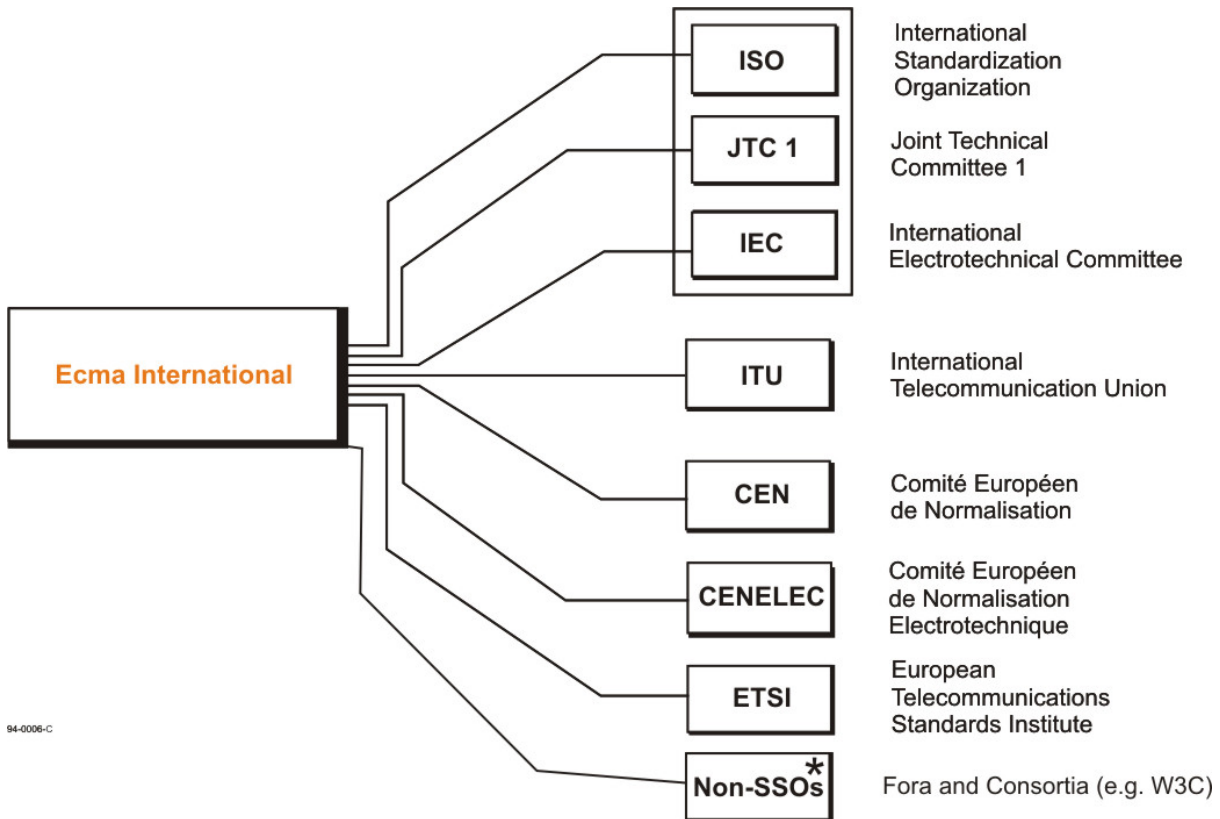 ISO
International
Standardization
Organization
JTC 1
Joint Technical
Committee 1
IEC
International
Electrotechnical Committee
Ecma International
ITU
International
Telecommunication Union
CEN
Comité Européen
de Normalisation
CENELEC
Comité Européen
de Normalisation
Electrotechnique
ETSI
European
Telecommunications
Standards Institute
94-0006-C
Non-SSOs*
Fora and Consortia (e.g. W3C)